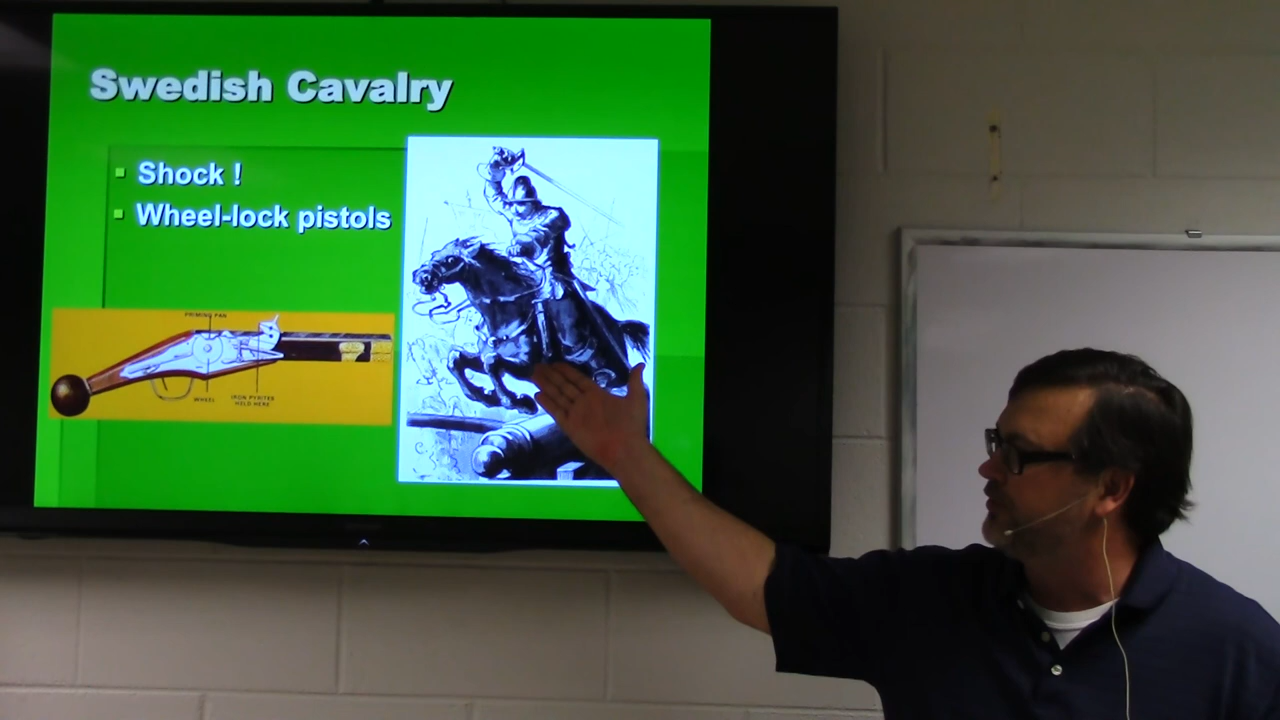 Swedish Cavalry
Shock !
Wheel-lock pistols
PRIMING PAN
WHEEL
IRON PYRITES
HELD HERE